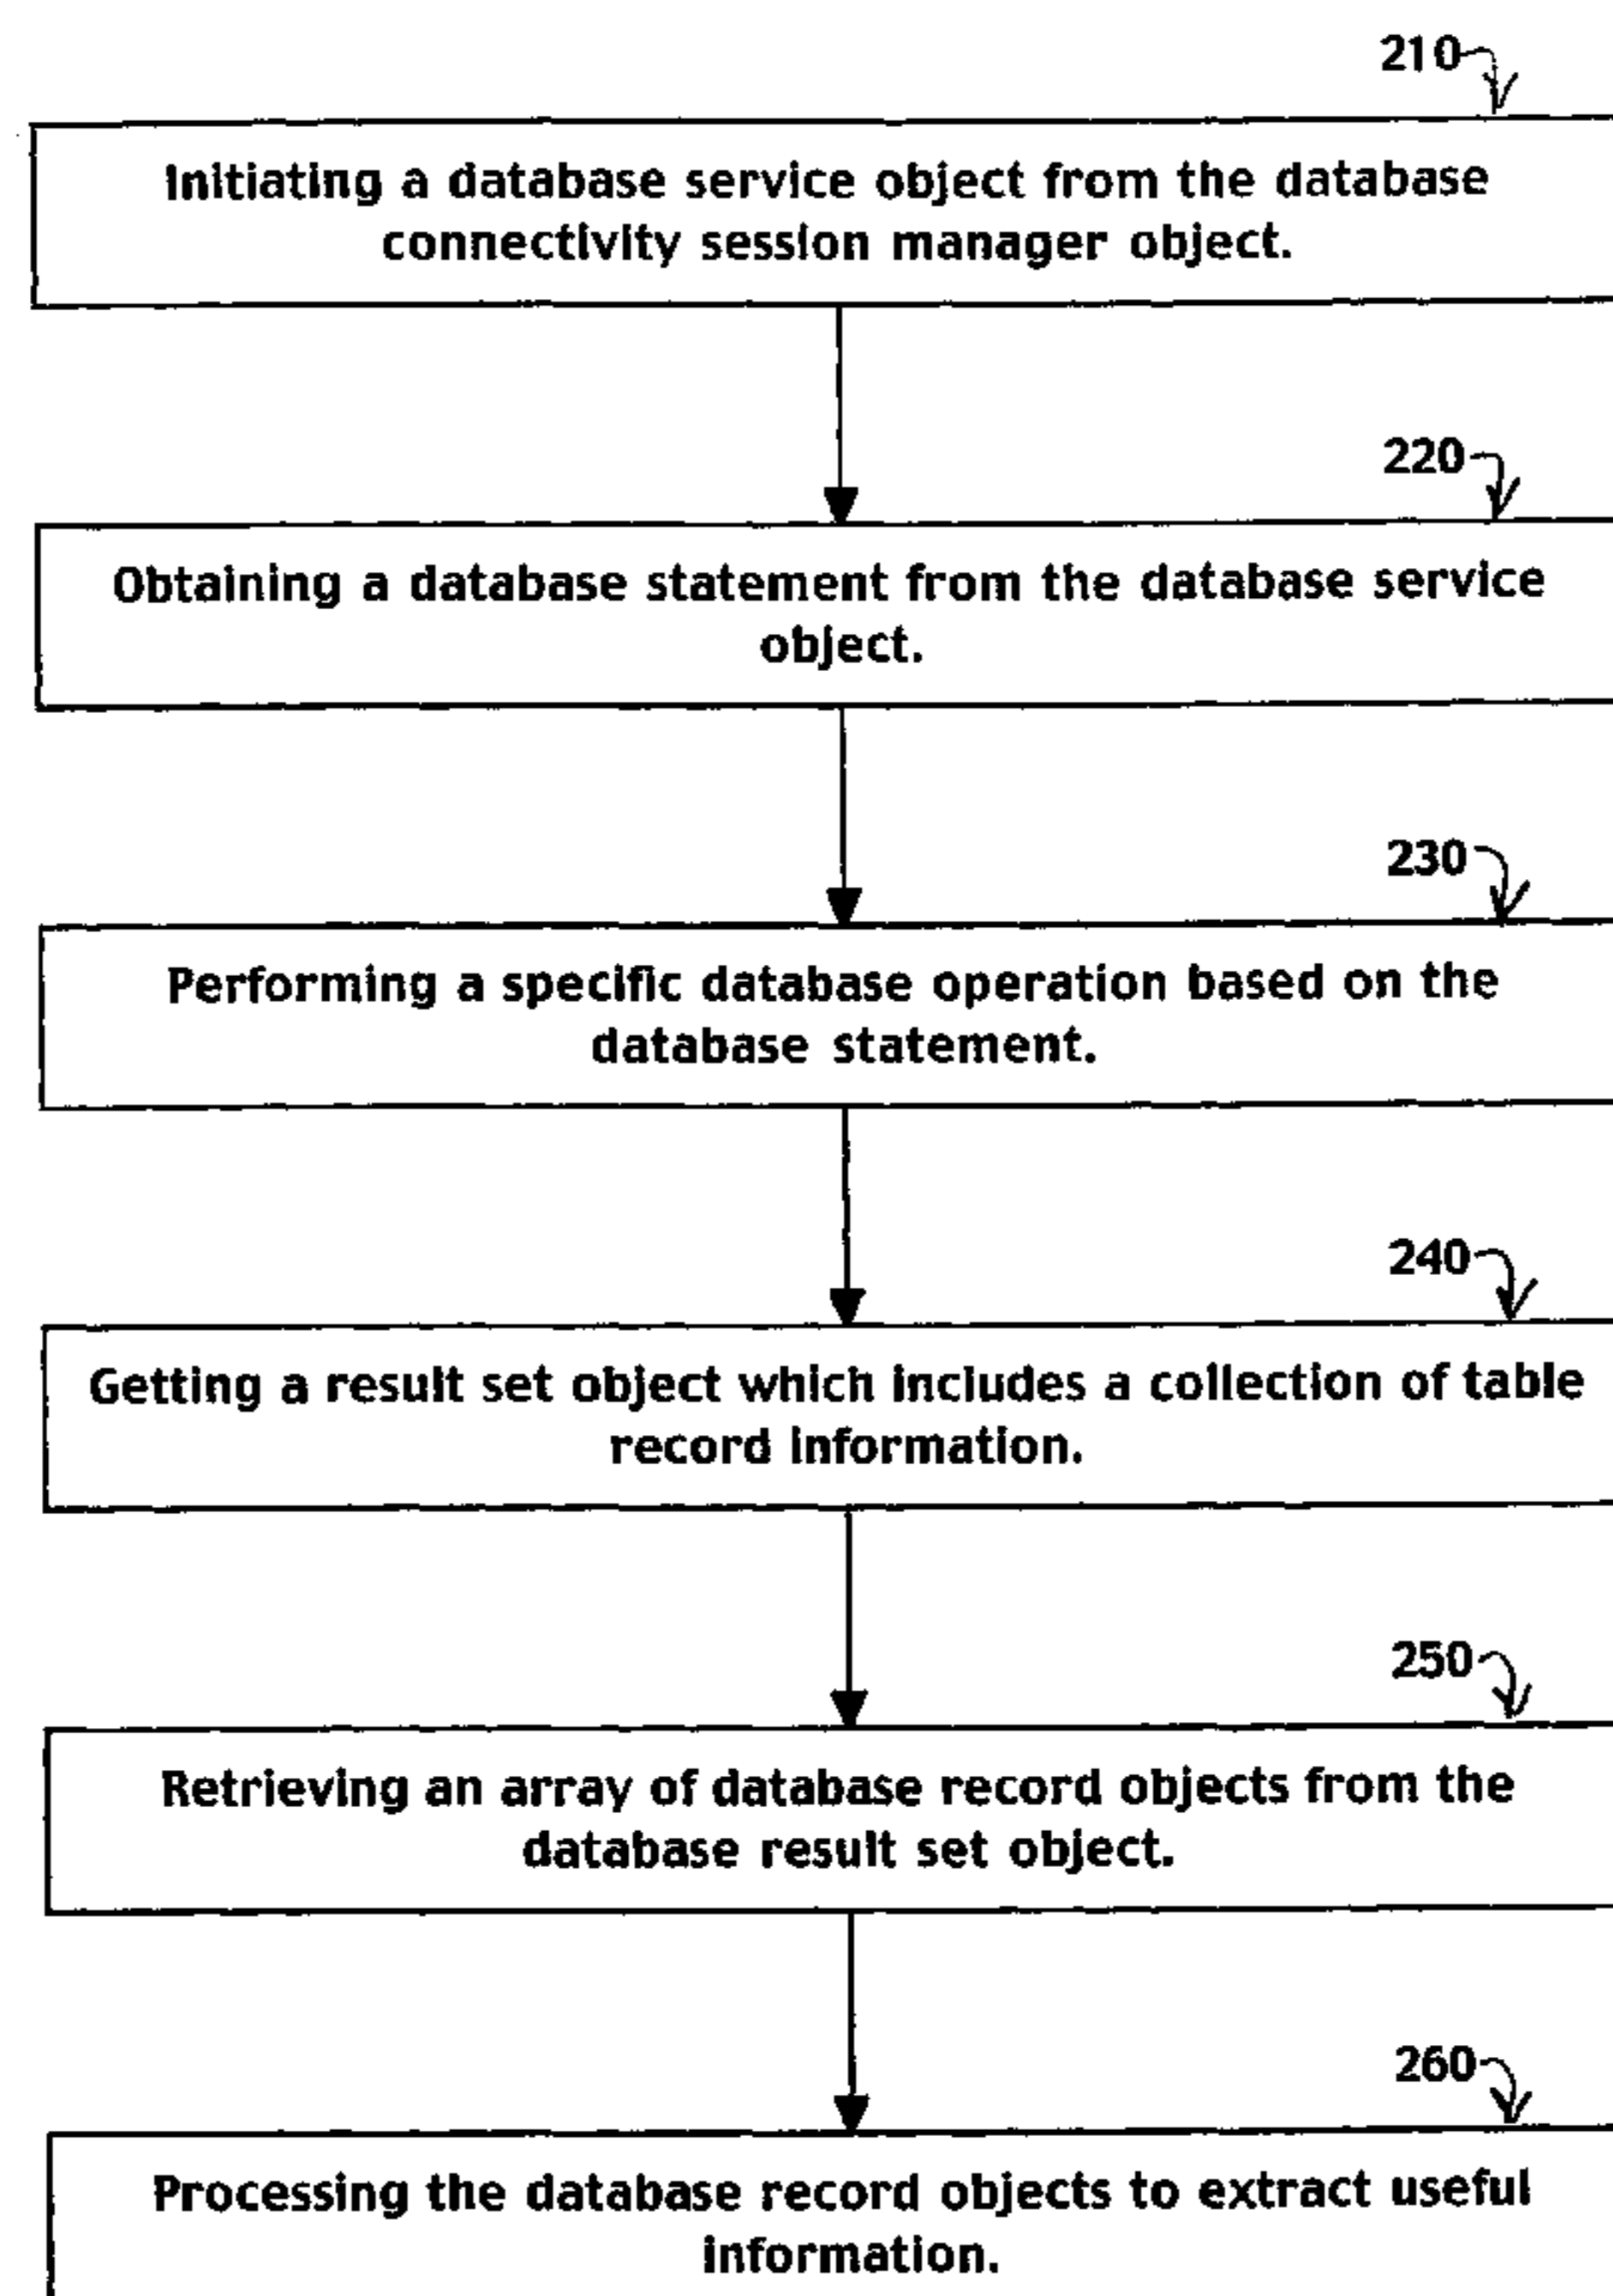 210
Initiating a database service object from the database
connectivity session manager object.
220
Obtaining a database statement from the database service
object.
230
Performing a specific database operation based on the
database statement.
240
Getting a result set object which includes a collection of table
record information.
250
Retrieving an array of database record objects from the
database result set object.
260
Processing the database record objects to extract useful
information.